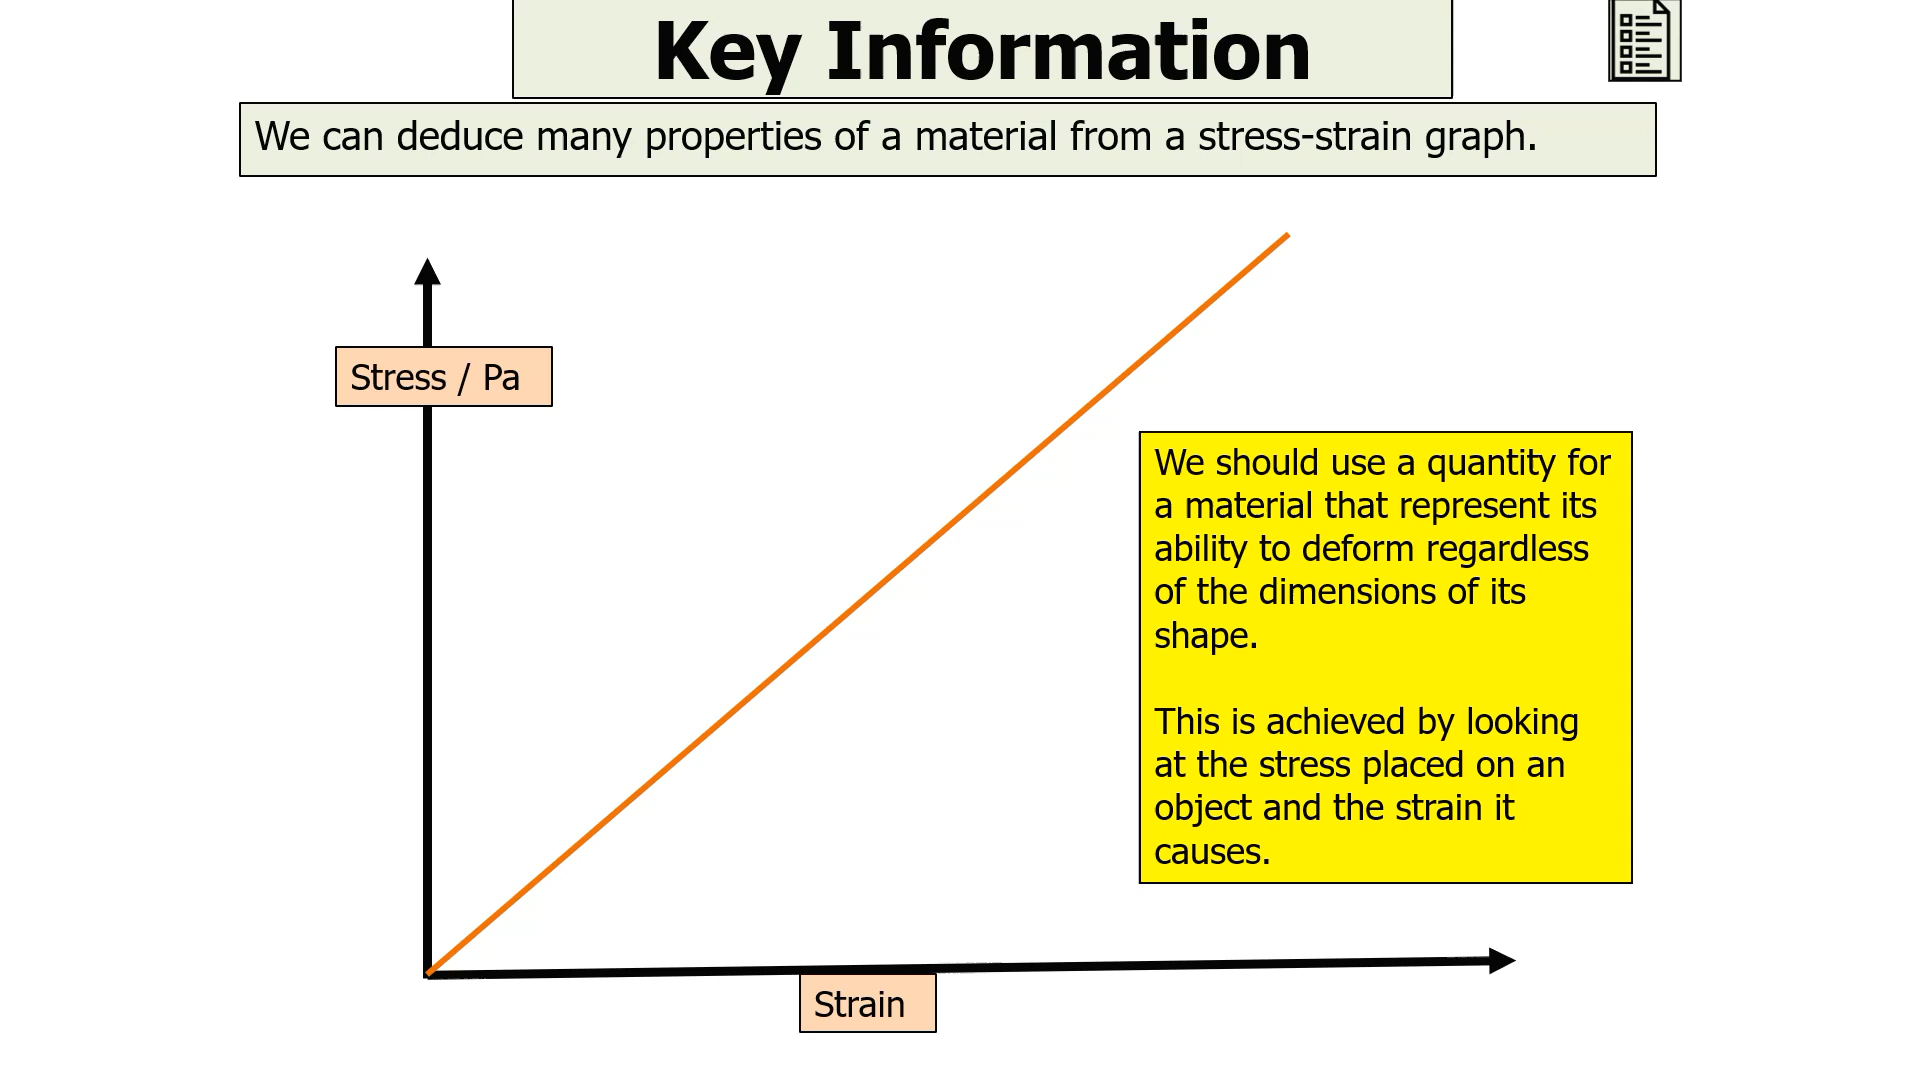 Key Information
We can deduce many properties of a material from a stress-strain graph.
Stress / Pa
We should use a quantity for
a material that represent its
ability to deform regardless
of the dimensions of its
shape.
This is achieved by looking
at the stress placed on an
object and the strain it
causes.
Strain